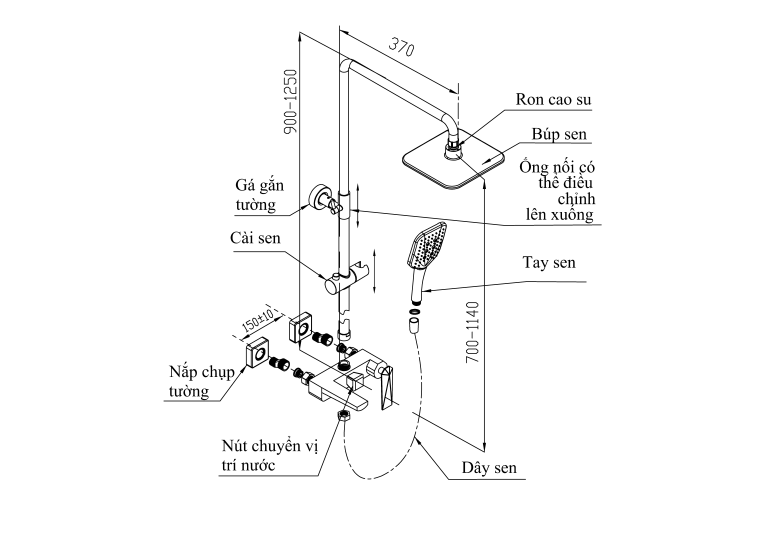 370
900-1250
Ron cao su
Búp sen
Ống nối có
thể điều
chỉnh
lên xuống
Gá gắn
tường
Cài sen
Tay sen
150±10
700-1140
Nắp chụp
tường
Nút chuyển vị
trí nước
Dây sen